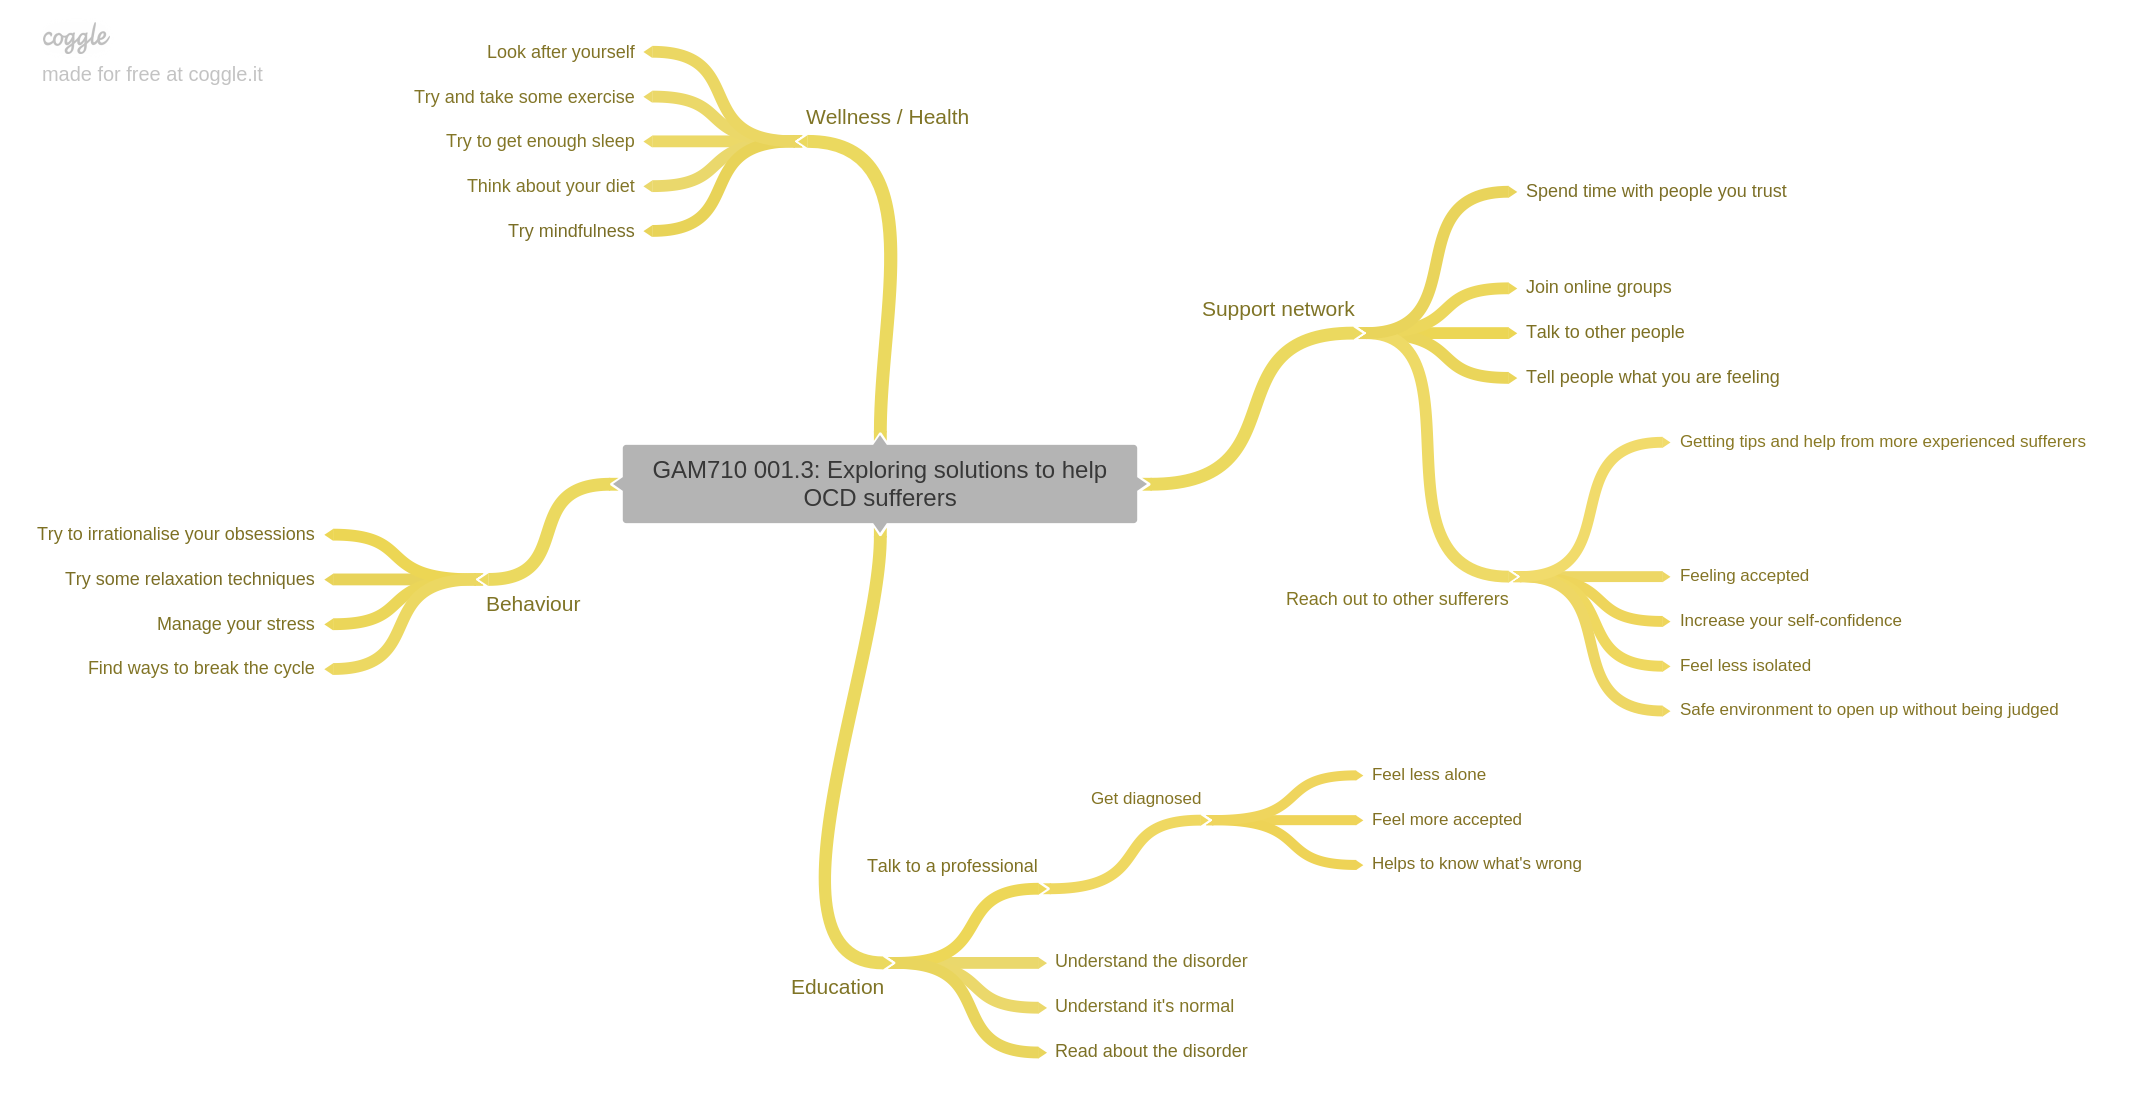 coggle
made for free at coggle.it
Look after yourself
Try and take some exercise
Try to get enough sleep
Think about your diet
Try mindfulness
Wellness / Health
Spend time with people you trust
Join online groups
Talk to other people
Tell people what you are feeling
Support network
Getting tips and help from more experienced sufferers
Feeling accepted
Increase your self-confidence
Feel less isolated
Safe environment to open up without being judged
Reach out to other sufferers
GAM710 001.3: Exploring solutions to help
OCD sufferers
Try to irrationalise your obsessions
Try some relaxation techniques
Manage your stress
Find ways to break the cycle
Behaviour
Feel less alone
Feel more accepted
Helps to know what's wrong
Get diagnosed
Talk to a professional
Understand the disorder
Understand it's normal
Read about the disorder
Education